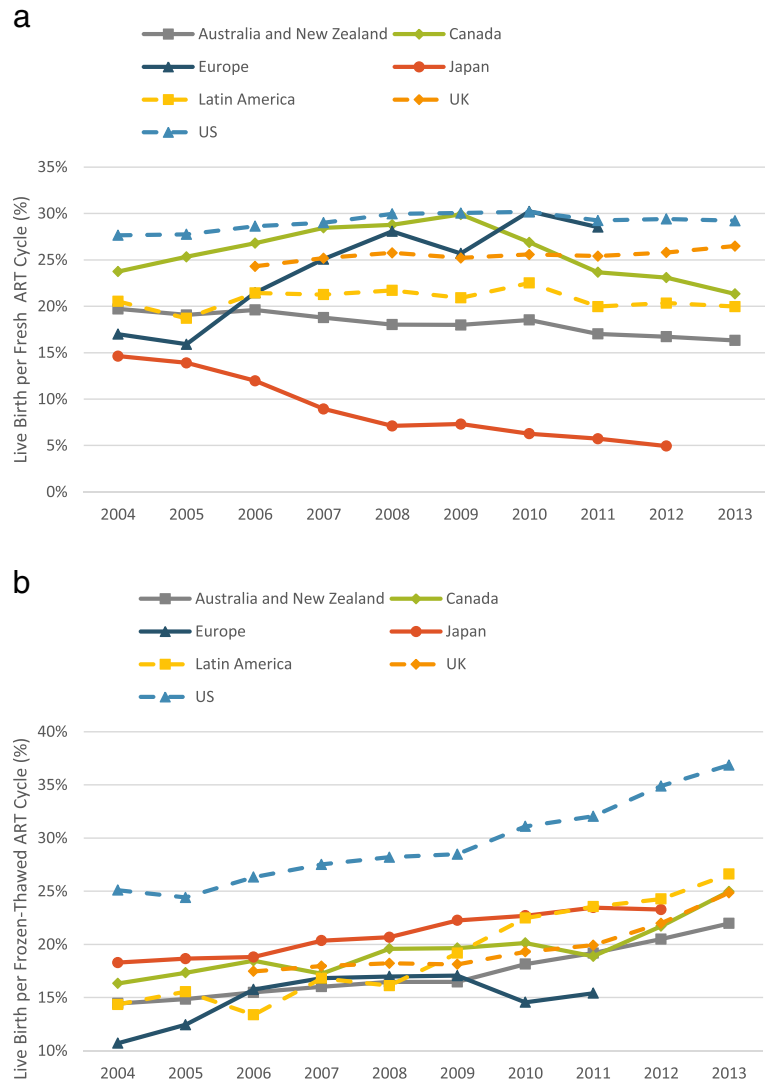 a
Australia and New Zealand Canada
Europe Japan
Latin America UK
US
Live Birth per Fresh ART Cycle (%)
35%
30%
25%
20%
15%
10%
5%
0%
2004 2005 2006 2007 2008 2009 2010 2011 2012 2013
b
Australia and New Zealand Canada
Europe Japan
Latin America UK
US
Live Birth per Frozen-Thawed ART Cycle (%)
40%
35%
30%
25%
20%
15%
10%
2004 2005 2006 2007 2008 2009 2010 2011 2012 2013